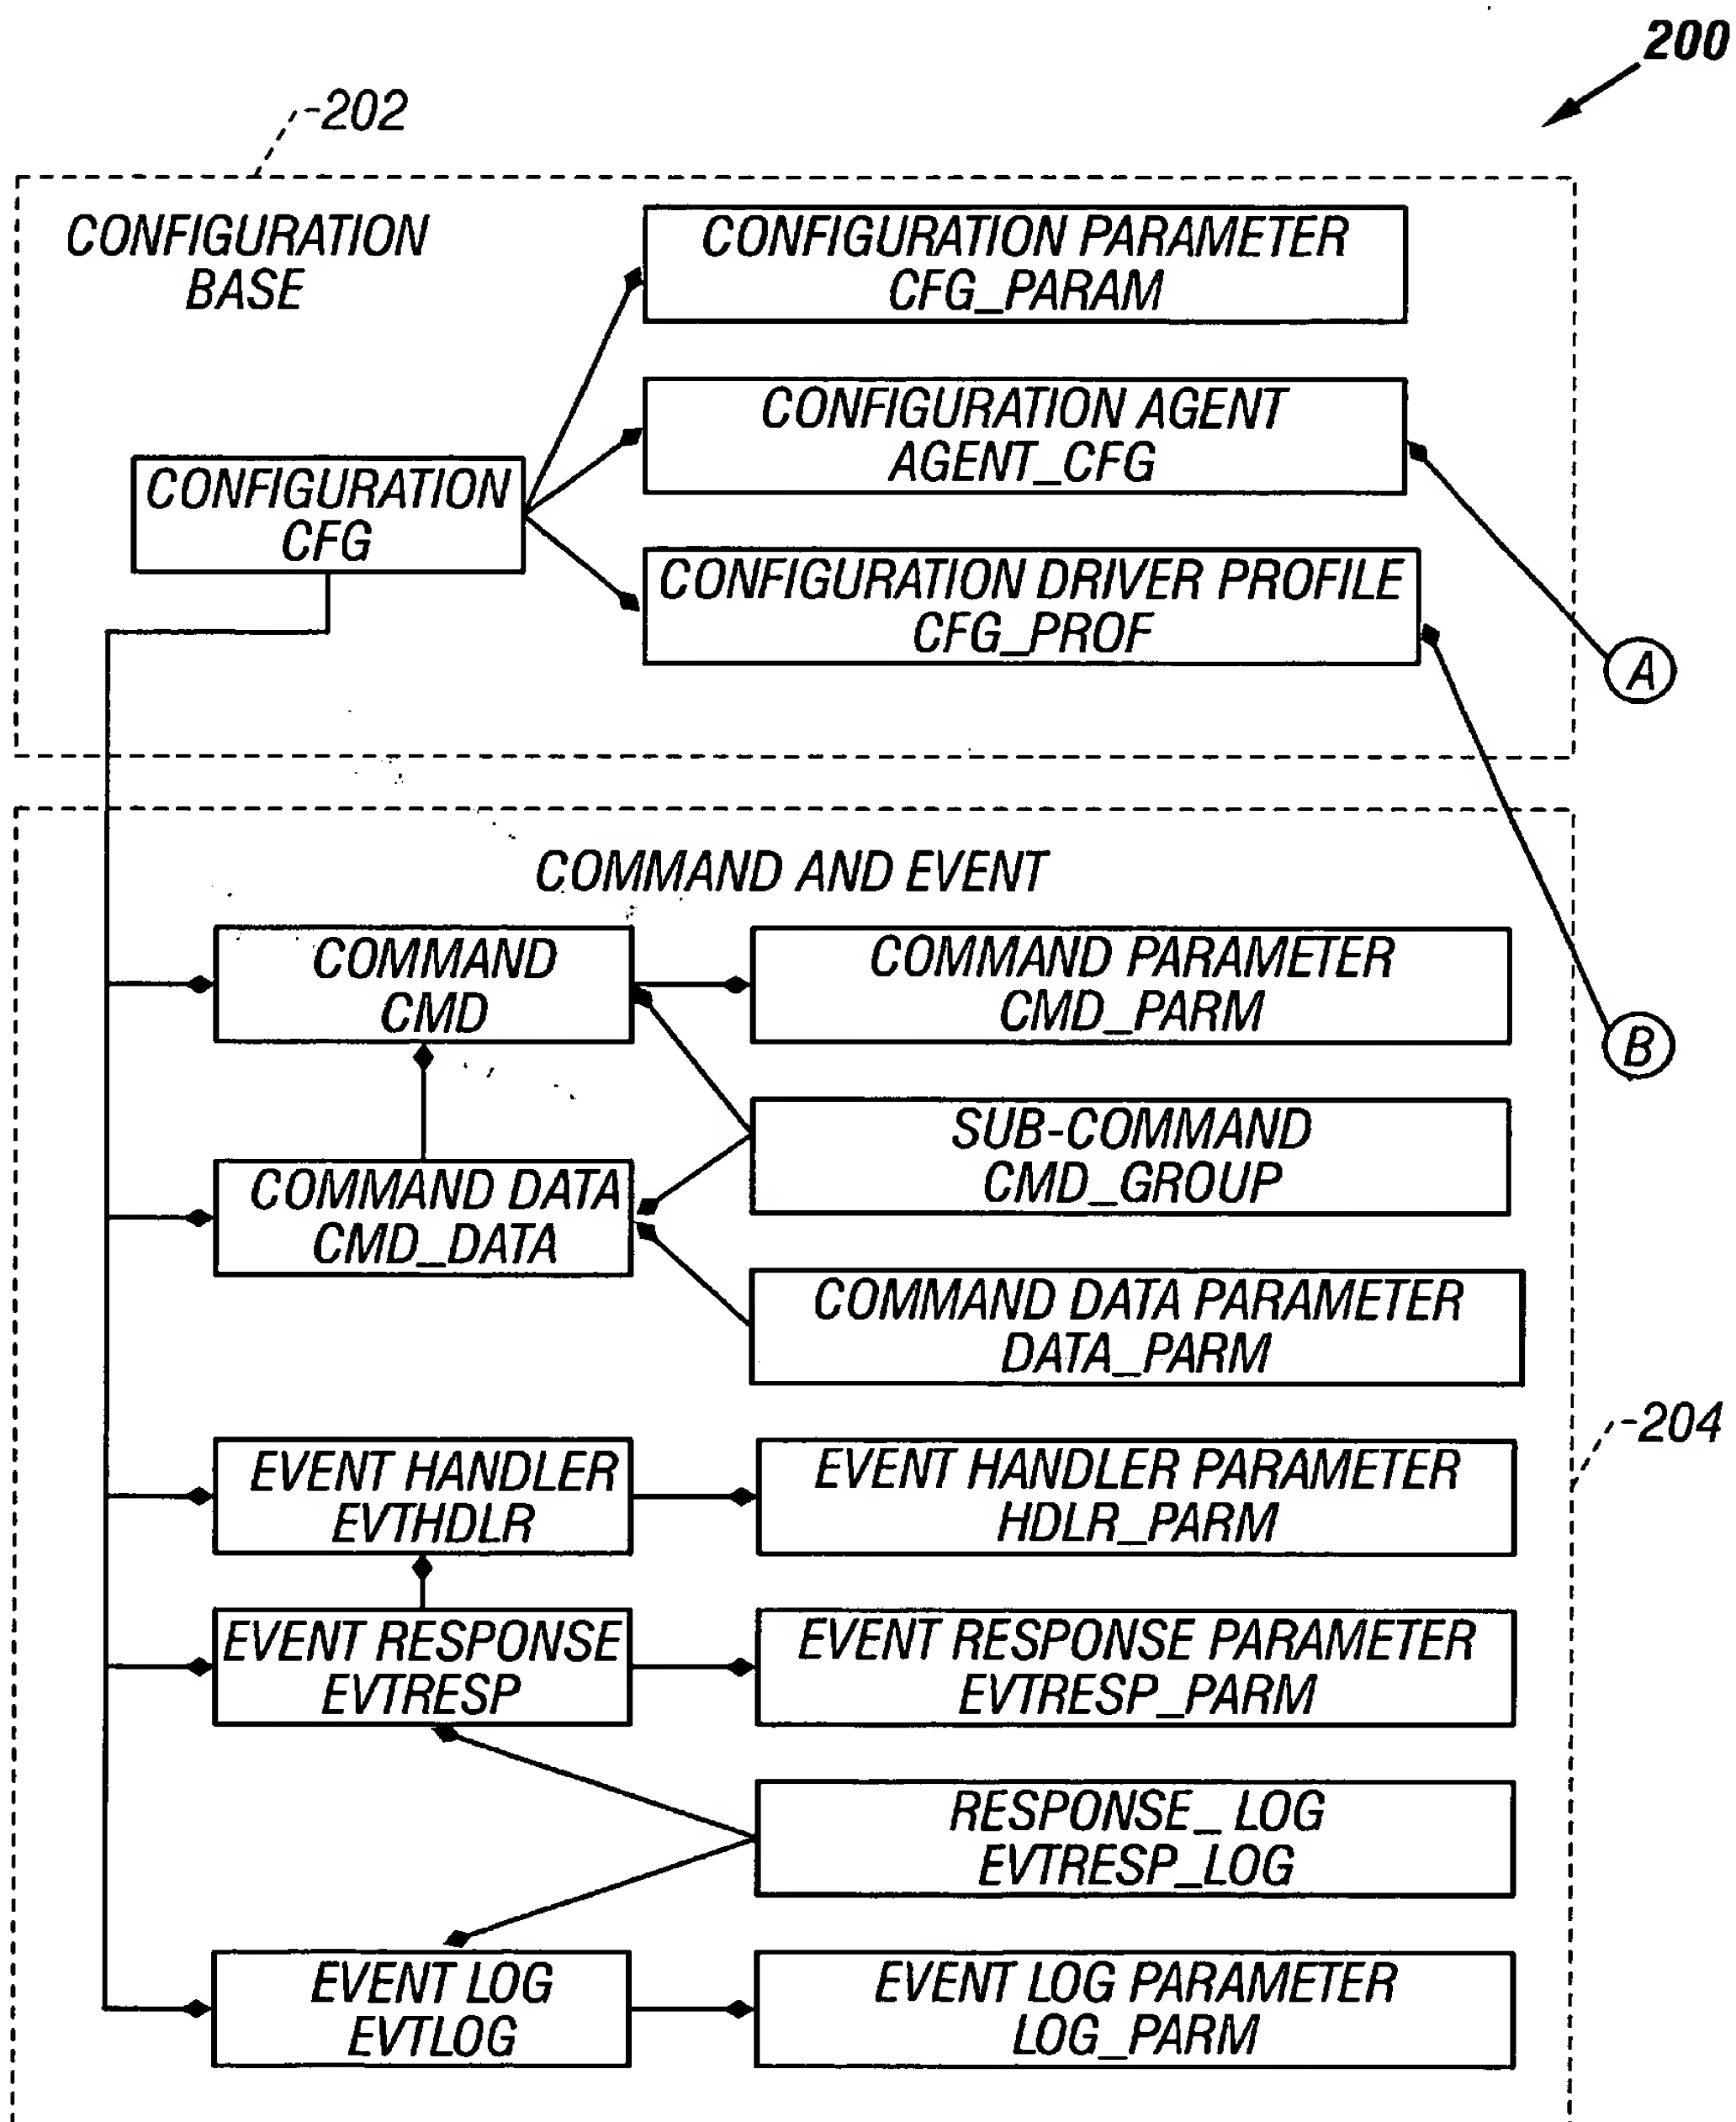 200
202
CONFIGURATION
BASE
CONFIGURATION PARAMETER
CFG_PARAM
CONFIGURATION AGENT
AGENT_CFG
CONFIGURATION
CFG
CONFIGURATION DRIVER PROFILE
CFG_PROF
A
COMMAND AND EVENT
COMMAND
CMD
COMMAND PARAMETER
CMD_PARM
B
SUB-COMMAND
CMD_GROUP
COMMAND DATA
CMD_DATA
COMMAND DATA PARAMETER
DATA_PARM
204
EVENT HANDLER
EVTHDLR
EVENT HANDLER PARAMETER
HDLR_PARM
EVENT RESPONSE
EVTRESP
EVENT RESPONSE PARAMETER
EVTRESP_PARM
RESPONSE_ LOG
EVTRESP_LOG
EVENT LOG
EVTLOG
EVENT LOG PARAMETER
LOG_PARM